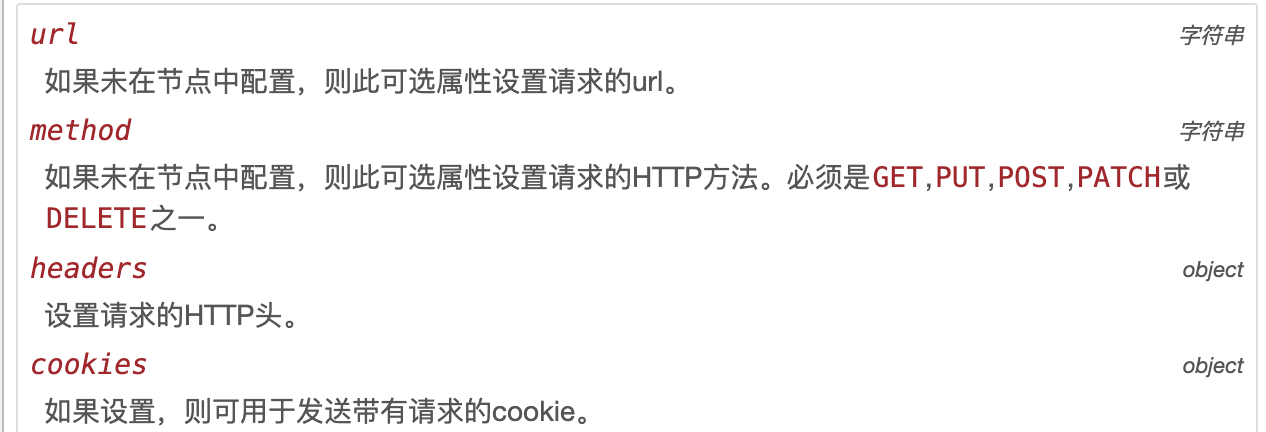 url 字符串
如果未在节点中配置，则此可选属性设置请求的url。
method 字符串
如果未在节点中配置，则此可选属性设置请求的HTTP方法。必须是GET,PUT,POST,PATCH或
DELETE之一。
headers object
设置请求的HTTP头。
cookies object
如果设置，则可用于发送带有请求的cookie。